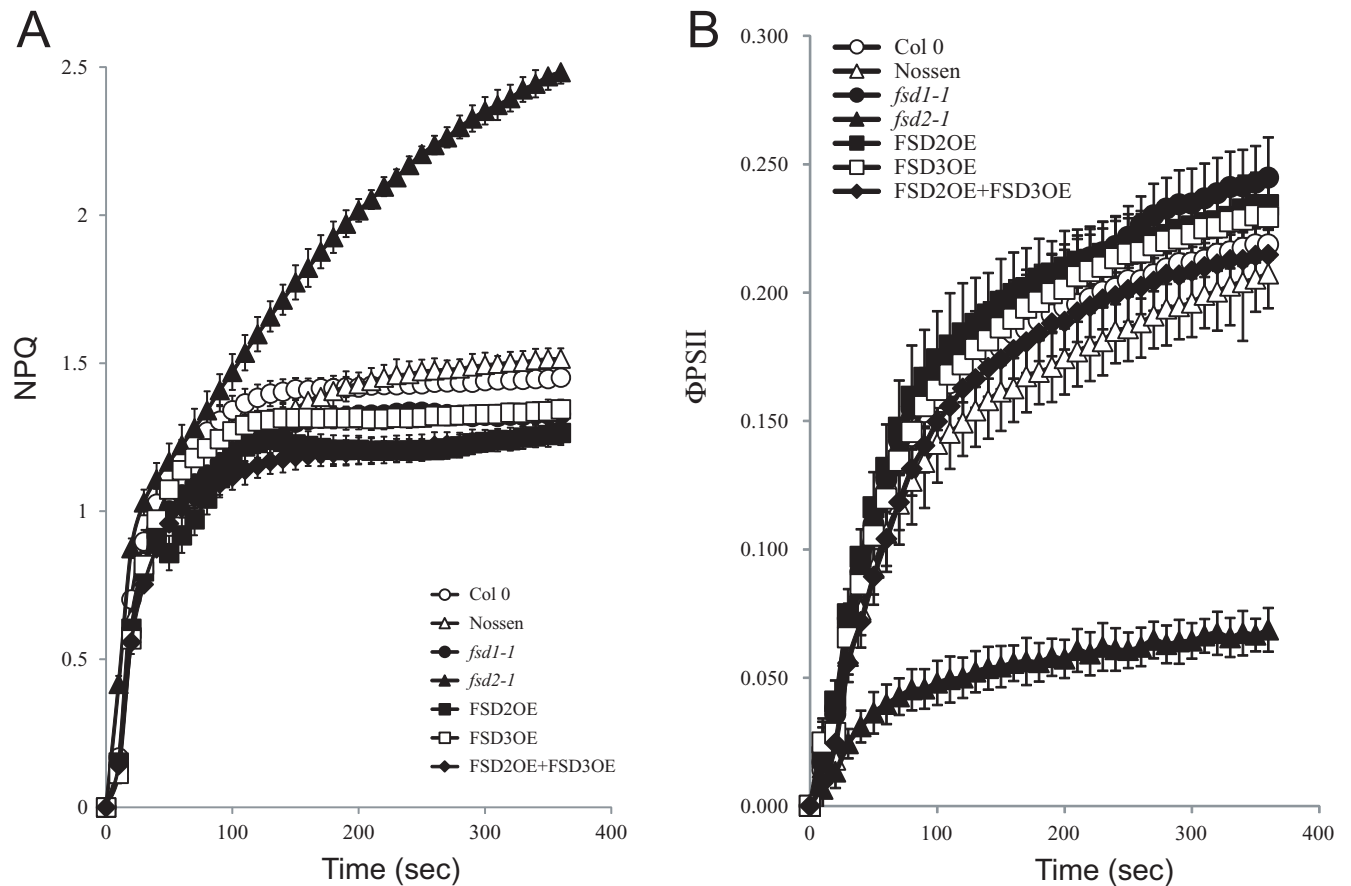 A
NPQ
2.5
2
1.5
1
0.5
0
0 100 200 300 400
Time (sec)
Col 0
Nossen
fsd1-1
fsd2-1
FSD2OE
FSD3OE
FSD2OE+FSD3OE
B
ΦPSII
0.300
0.250
0.200
0.150
0.100
0.050
0.000
0 100 200 300 400
Time (sec)
Col 0
Nossen
fsd1-1
fsd2-1
FSD2OE
FSD3OE
FSD2OE+FSD3OE